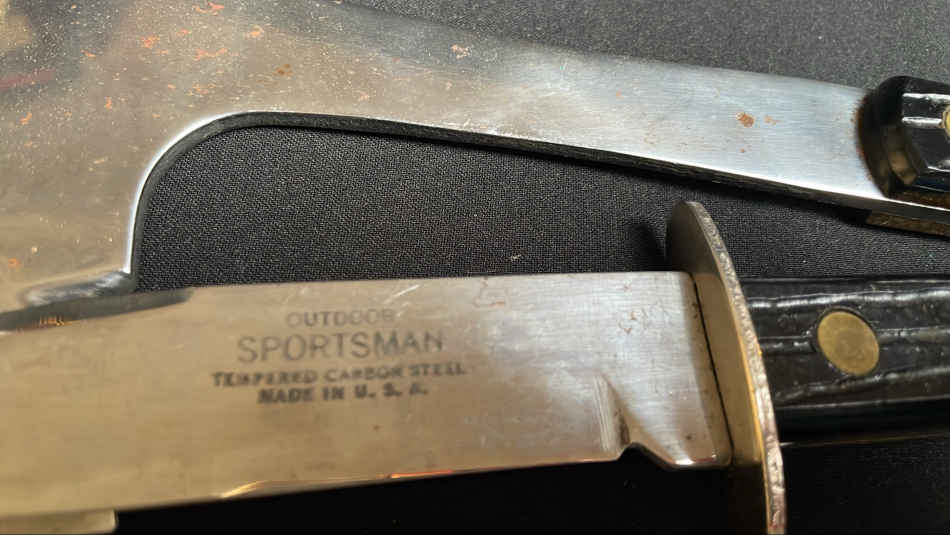 OUTDOOR
SPORTSMAN
TEMPERED CARBON STEEL
MADE IN U. S. A.